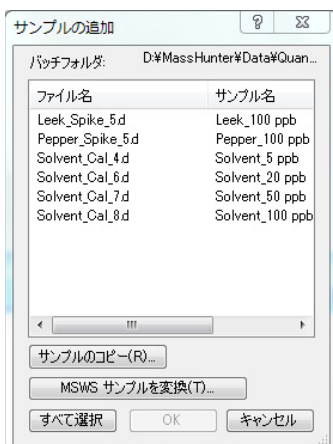 サンプルの追加
バッチフォルダ: D:¥MassHunter¥Data¥Quan...
ファイル名 サンプル名
Leek_Spike_5.d Leek_100 ppb
Pepper_Spike_5.d Pepper_100 ppb
Solvent_Cal_4.d Solvent_5 ppb
Solvent_Cal_6.d Solvent_20 ppb
Solvent_Cal_7.d Solvent_50 ppb
Solvent_Cal_8.d Solvent_100 ppb
サンプルのコピー(R)...
MSWS サンプルを変換(T)...
すべて選択 OK キャンセル